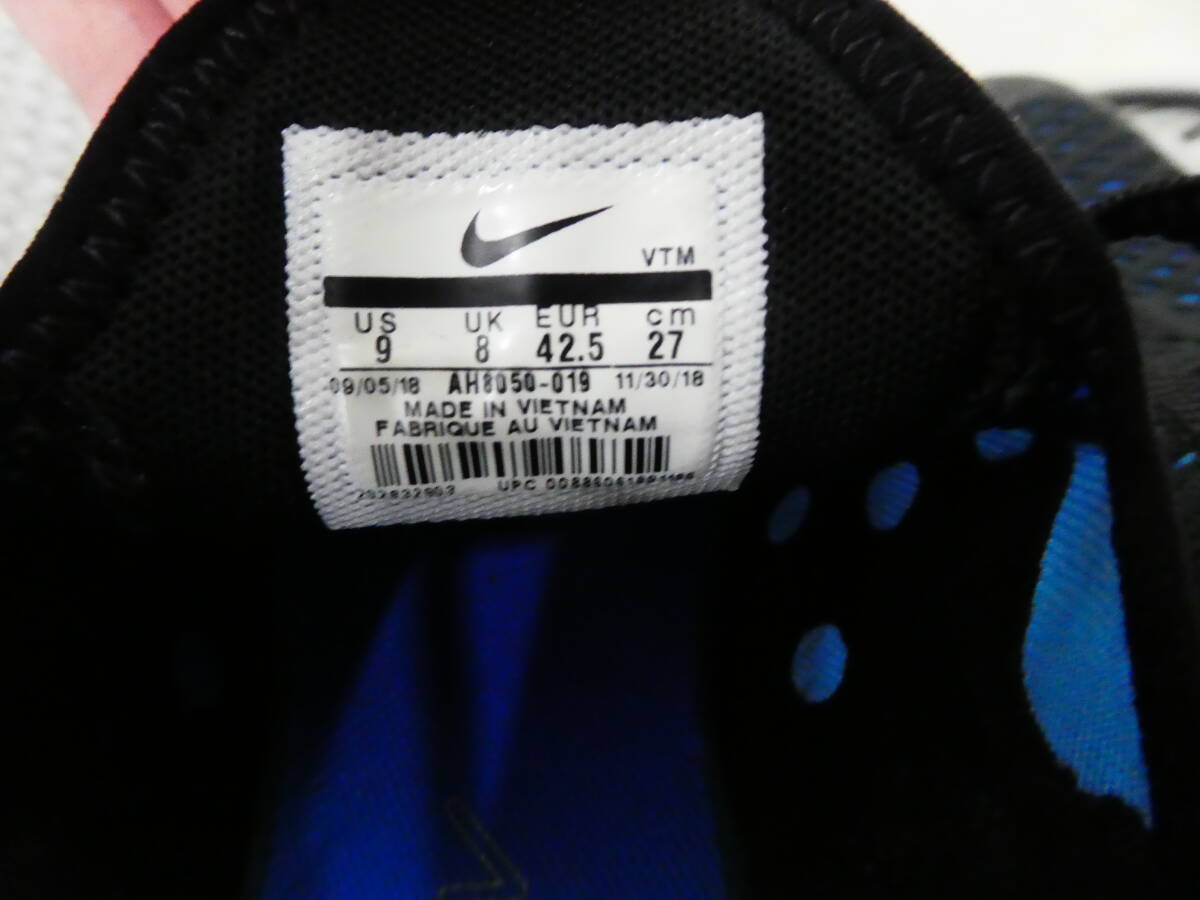 VTM
US UK EUR cm
9 8 42.5 27
09/05/18 AH8050-019 11/30/18
MADE IN VIETNAM
FABRIQUE AU VIETNAM
UPC